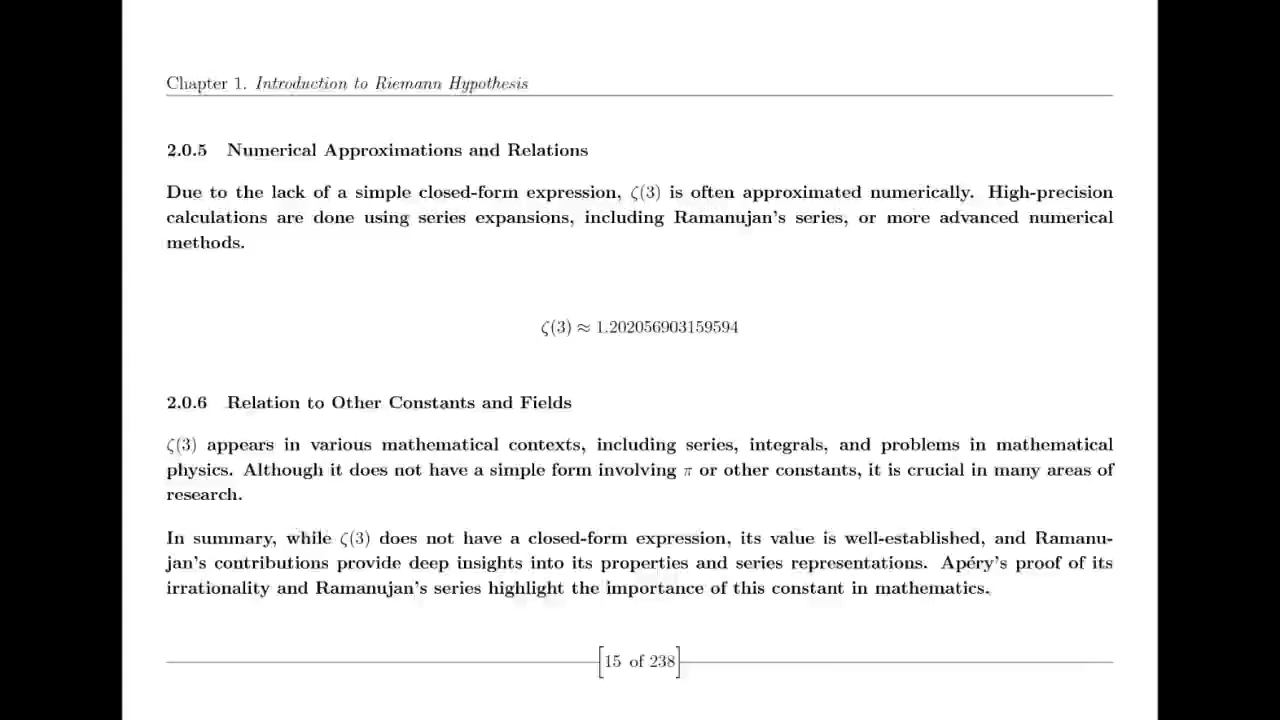 Chapter 1. Introduction to Riemann Hypothesis
2.0.5 Numerical Approximations and Relations
Due to the lack of a simple closed-form expression, ζ(3) is often approximated numerically. High-precision
calculations are done using series expansions, including Ramanujan's series, or more advanced numerical
methods.
ζ(3) ≈ 1.202056903159594
2.0.6 Relation to Other Constants and Fields
ζ(3) appears in various mathematical contexts, including series, integrals, and problems in mathematical
physics. Although it does not have a simple form involving π or other constants, it is crucial in many areas of
research.
In summary, while ζ(3) does not have a closed-form expression, its value is well-established, and Ramanu-
jan's contributions provide deep insights into its properties and series representations. Apéry's proof of its
irrationality and Ramanujan's series highlight the importance of this constant in mathematics.
[15 of 238]